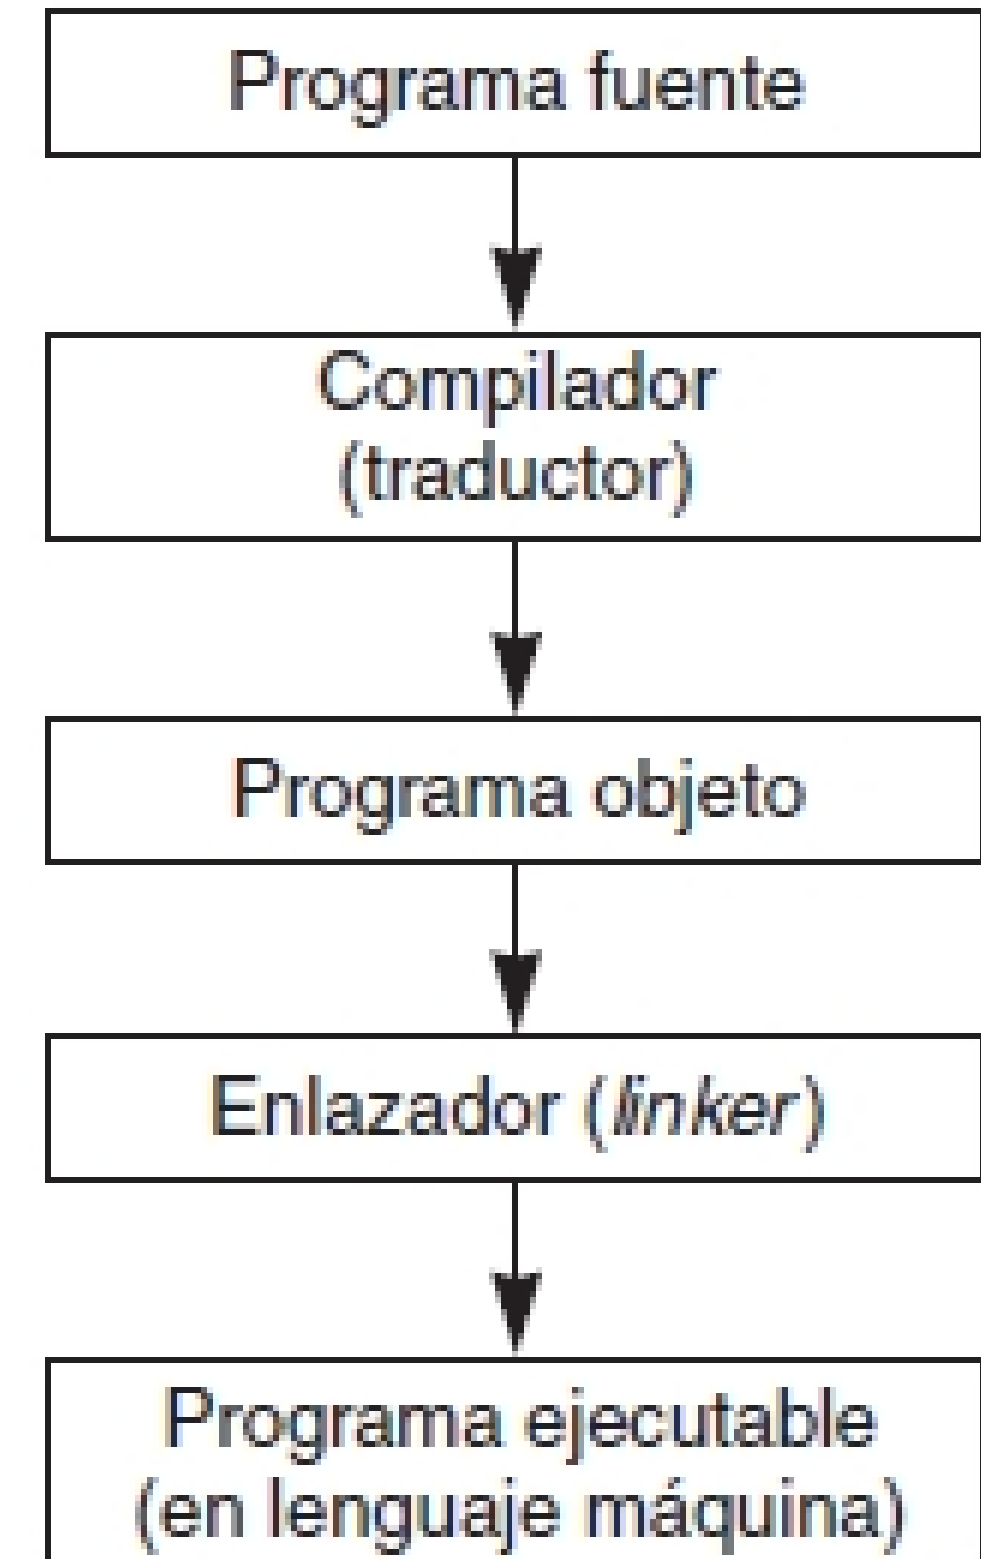 Programa fuente
Compilador
(traductor)
Programa objeto
Enlazador (linker)
Programa ejecutable
(en lenguaje máquina)